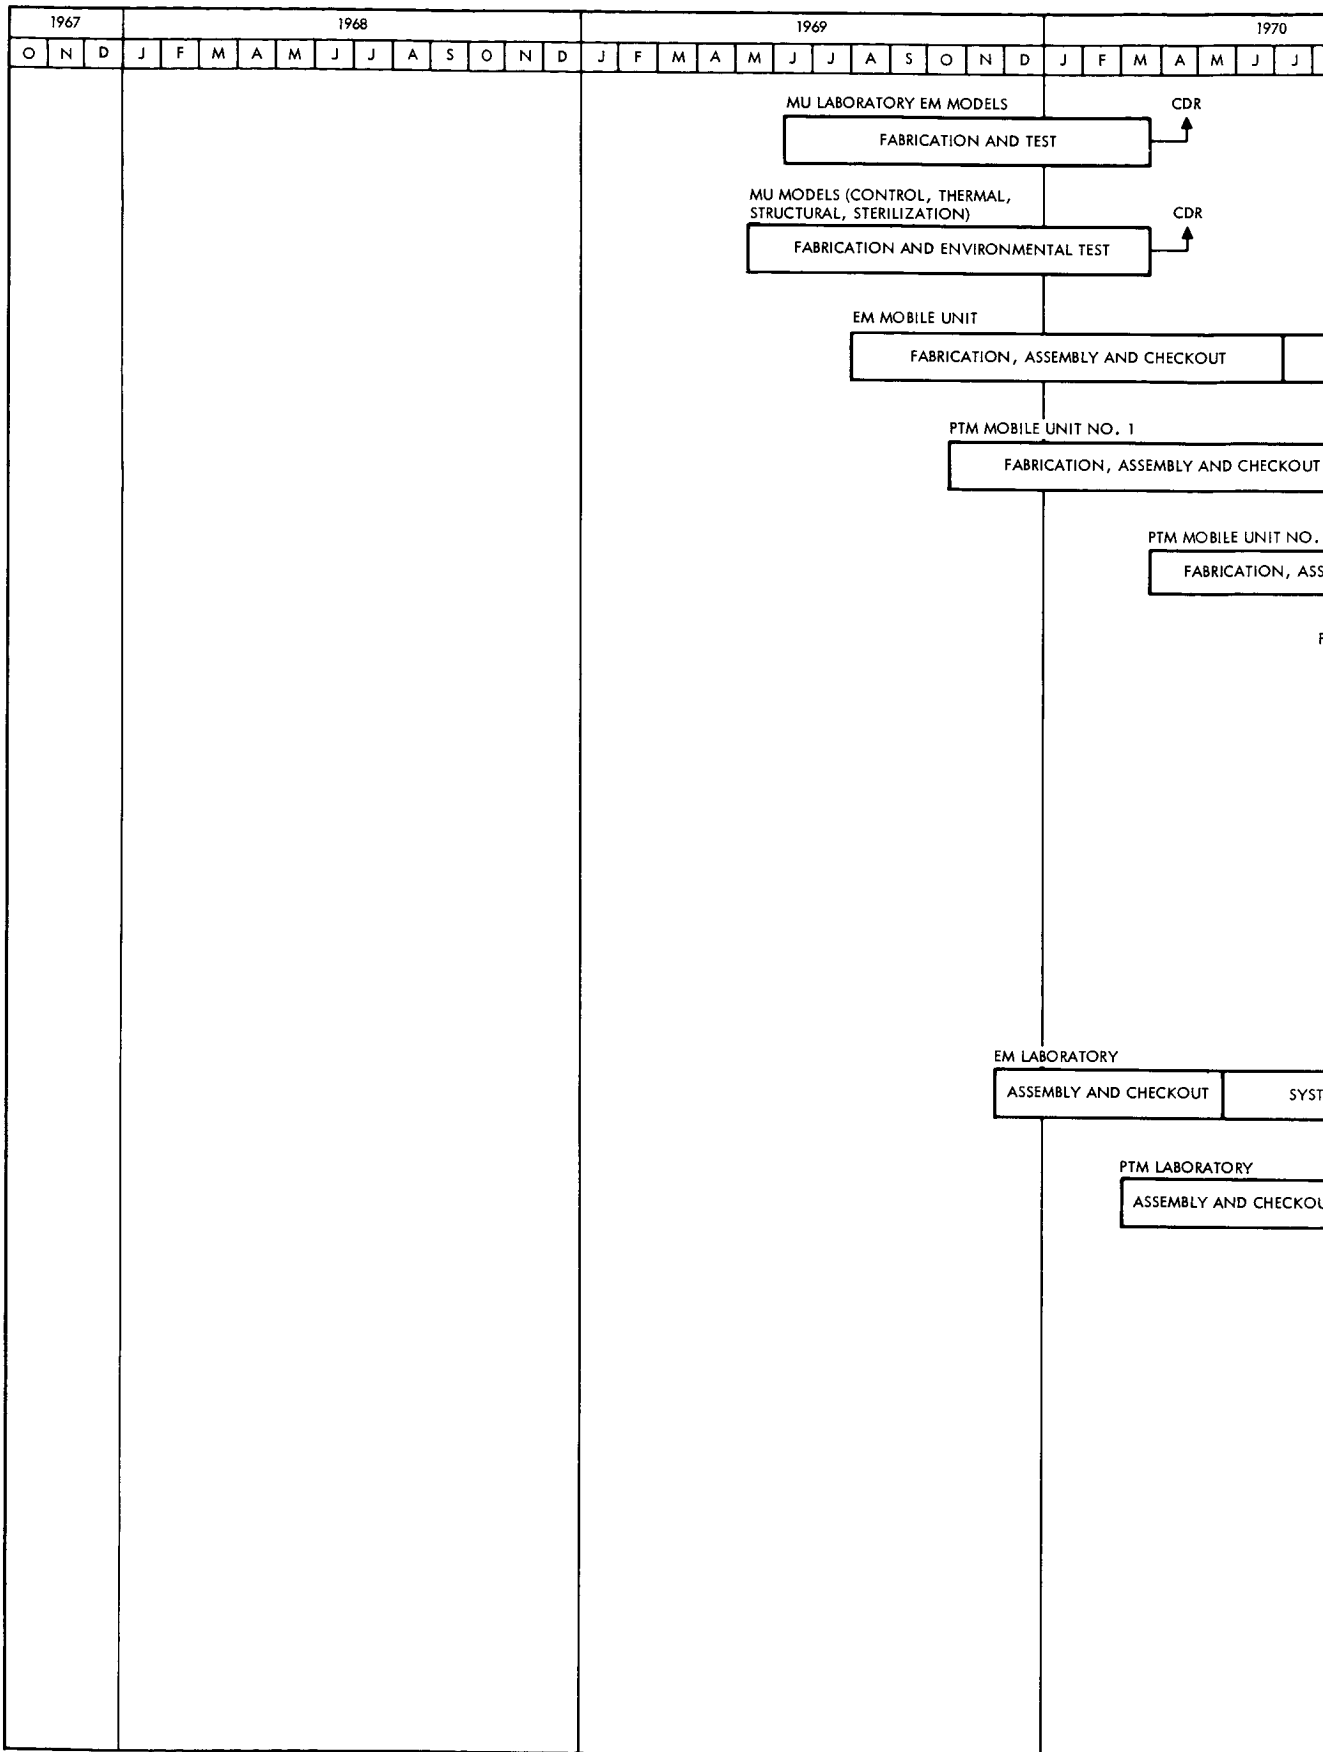 1967 1968 1969 1970
O N D J F M A M J J A S O N D J F M A M J J A S O N D J F M A M J J
MU LABORATORY EM MODELS CDR
FABRICATION AND TEST
MU MODELS (CONTROL, THERMAL,
STRUCTURAL, STERILIZATION) CDR
FABRICATION AND ENVIRONMENTAL TEST
EM MOBILE UNIT
FABRICATION, ASSEMBLY AND CHECKOUT
PTM MOBILE UNIT NO. 1
FABRICATION, ASSEMBLY AND CHECKOUT
PTM MOBILE UNIT NO.
FABRICATION, ASS
EM LABORATORY
ASSEMBLY AND CHECKOUT SYST
PTM LABORATORY
ASSEMBLY AND CHECKOU